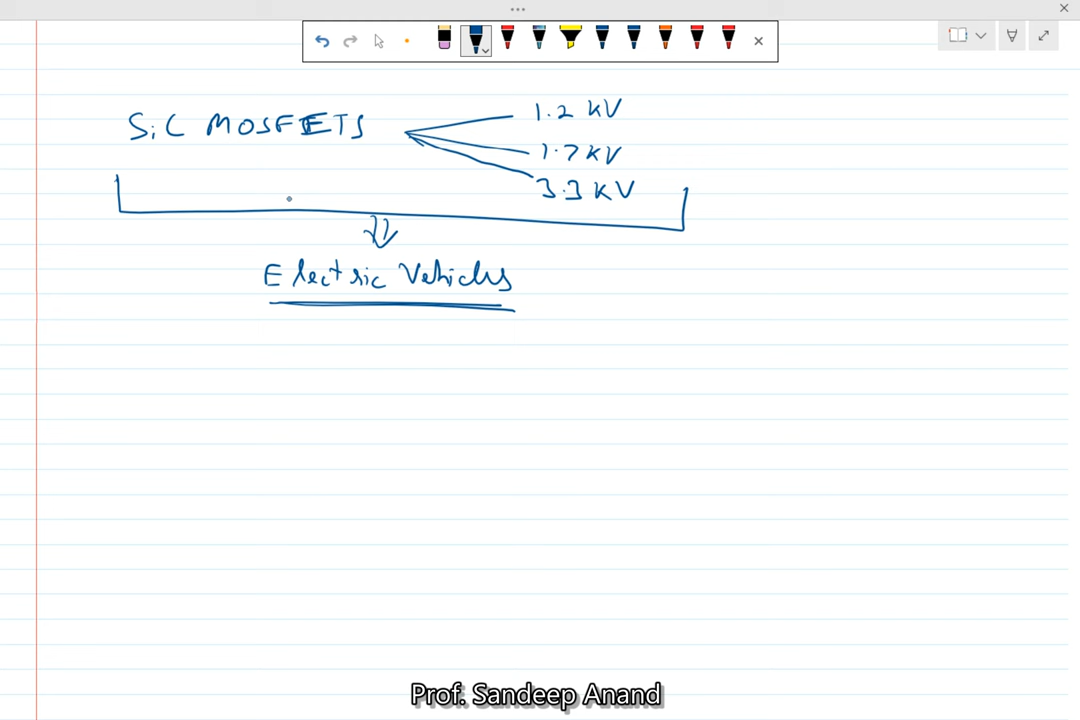 SiC MOSFETS
1.2 KV
1.7 KV
3.3 KV
Electric Vehicles
Prof. Sandeep Anand